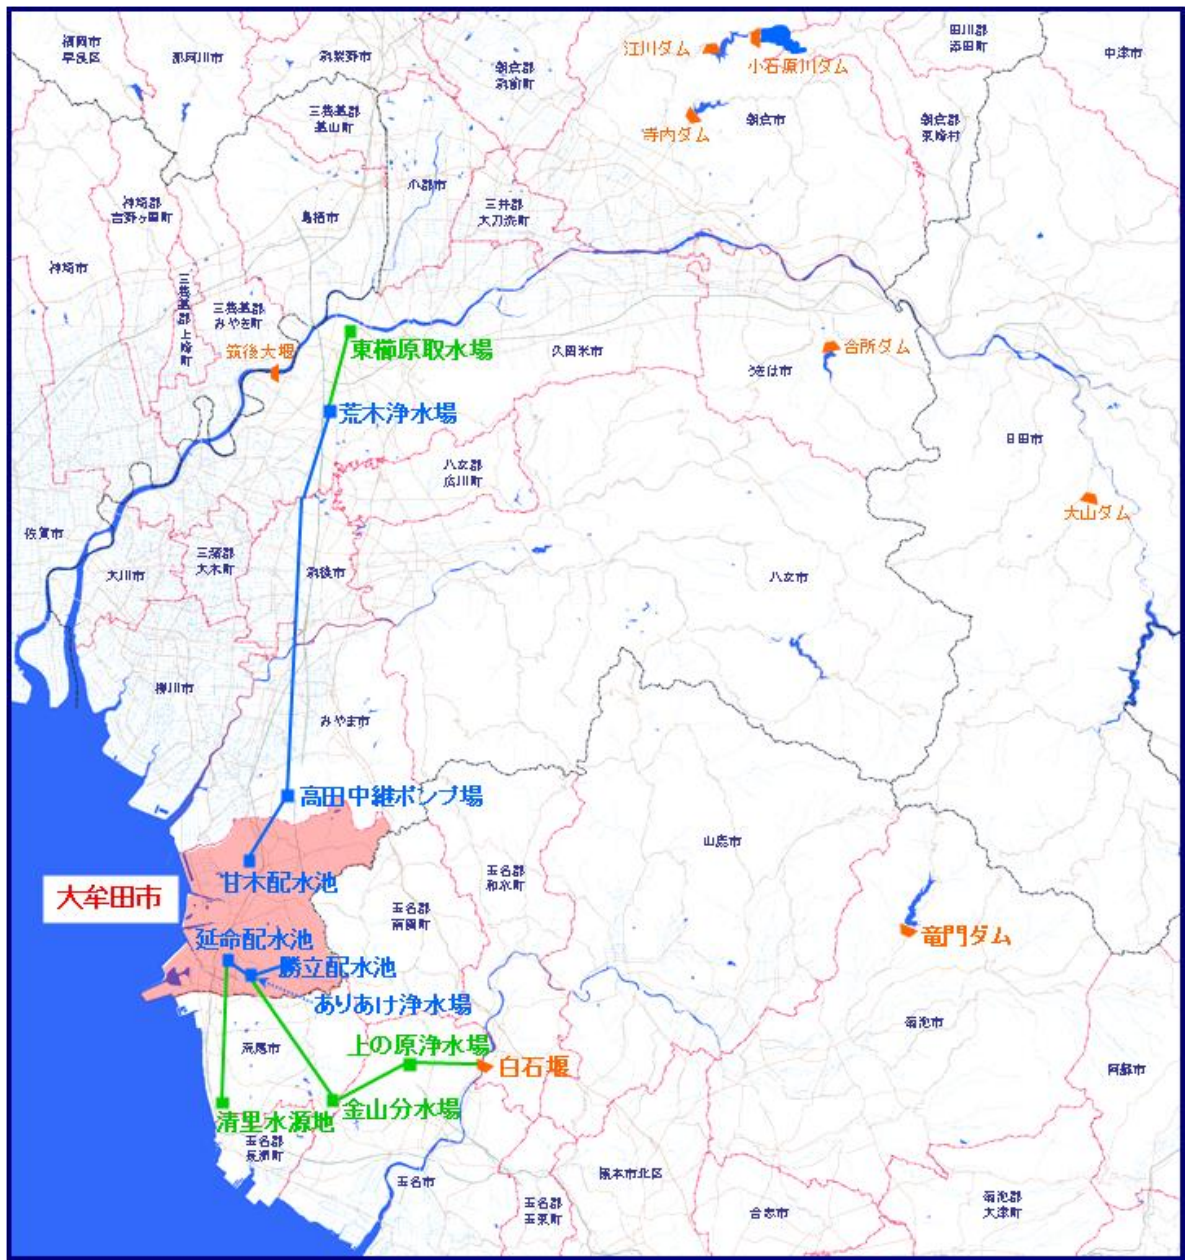 福岡市
早良区
那珂川市
筑紫野市
朝倉郡
筑前町
江川ダム
小石原川ダム
田川郡
添田町
中津市
三養基郡
基山町
寺内ダム
朝倉市
朝倉郡
東峰村
神埼郡
吉野ヶ里町
鳥栖市
小郡市
三井郡
大刀洗町
神埼市
三養基郡 上峰町
三養基郡
みやき町
筑後大堰
東櫛原取水場
久留米市
うきは市
合所ダム
荒木浄水場
日田市
八女郡
広川町
大山ダム
佐賀市
大川市
三潴郡
大木町
筑後市
八女市
柳川市
みやま市
高田中継ポンプ場
山鹿市
甘木配水池
玉名郡
和水町
大牟田市
玉名郡
南関町
竜門ダム
延命配水池
勝立配水池
ありあけ浄水場
菊池市
荒尾市
上の原浄水場
白石堰
阿蘇市
清里水源地
金山分水場
玉名郡
長洲町
玉名市
玉名郡
玉東町
熊本市北区
合志市
菊池郡
大津町